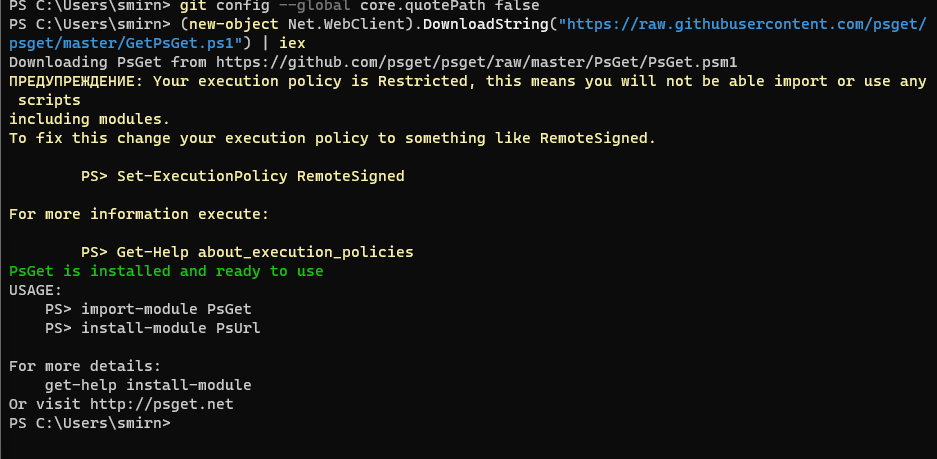 PS C:\Users\smirn> git config --global core.quotePath false
PS C:\Users\smirn> (new-object Net.WebClient).DownloadString("https://raw.githubusercontent.com/psget/
psget/master/GetPsGet.ps1") | iex
Downloading PsGet from https://github.com/psget/psget/raw/master/PsGet/PsGet.psm1
ПРЕДУПРЕЖДЕНИЕ: Your execution policy is Restricted, this means you will not be able import or use any
 scripts
including modules.
To fix this change your execution policy to something like RemoteSigned.
        PS> Set-ExecutionPolicy RemoteSigned
For more information execute:
        PS> Get-Help about_execution_policies
PsGet is installed and ready to use
USAGE:
    PS> import-module PsGet
    PS> install-module PsUrl
For more details:
    get-help install-module
Or visit http://psget.net
PS C:\Users\smirn>